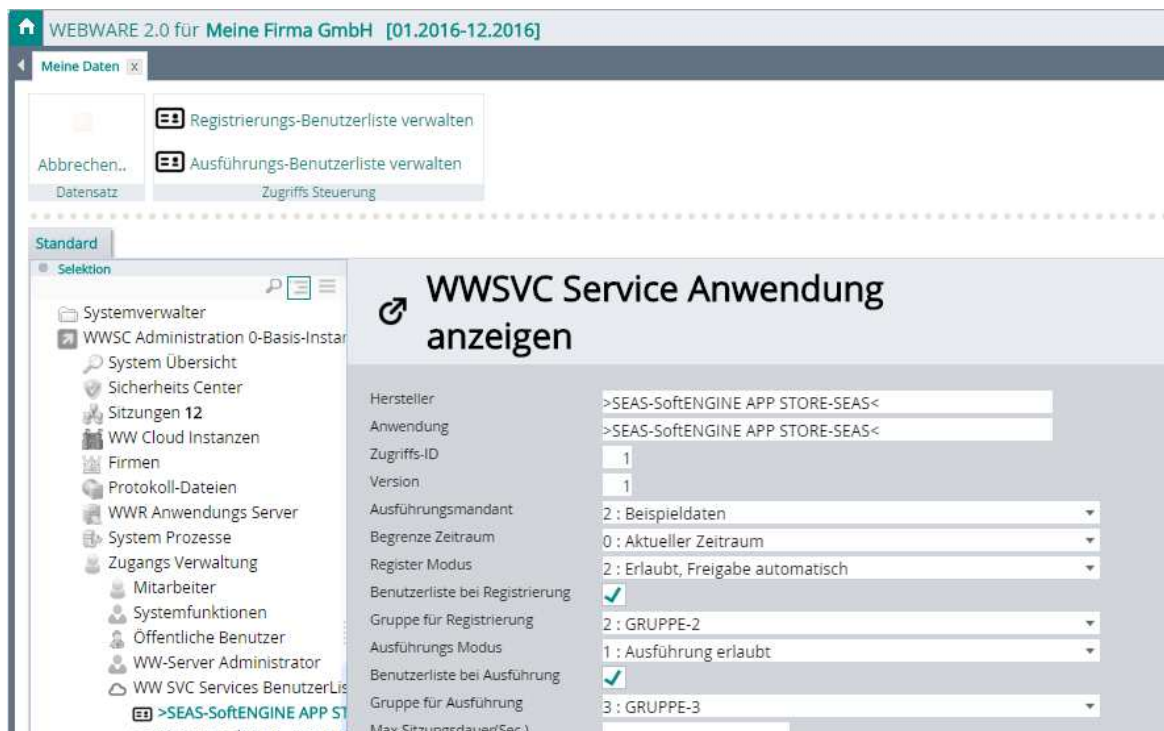 WEBWARE 2.0 für Meine Firma GmbH [01.2016-12.2016]
Meine Daten x
Registrierungs-Benutzerliste verwalten
Abbrechen..
Ausführungs-Benutzerliste verwalten
Datensatz
Zugriffs Steuerung
Standard
Selektion
Systemverwalter
WWSC Administration 0-Basis-Instan
System Übersicht
Sicherheits Center
Sitzungen 12
WW Cloud Instanzen
Firmen
Protokoll-Dateien
WWR Anwendungs Server
System Prozesse
Zugangs Verwaltung
Mitarbeiter
Systemfunktionen
Öffentliche Benutzer
WW-Server Administrator
WW SVC Services BenutzerLis
>SEAS-SoftENGINE APP ST
WWSVC Service Anwendung
anzeigen
Hersteller >SEAS-SoftENGINE APP STORE-SEAS<
Anwendung >SEAS-SoftENGINE APP STORE-SEAS<
Zugriffs-ID 1
Version 1
Ausführungsmandant 2 : Beispieldaten
Begrenze Zeitraum 0 : Aktueller Zeitraum
Register Modus 2 : Erlaubt, Freigabe automatisch
Benutzerliste bei Registrierung
Gruppe für Registrierung 2 : GRUPPE-2
Ausführungs Modus 1 : Ausführung erlaubt
Benutzerliste bei Ausführung
Gruppe für Ausführung 3 : GRUPPE-3
Max Sitzungsdauer(Sec.)